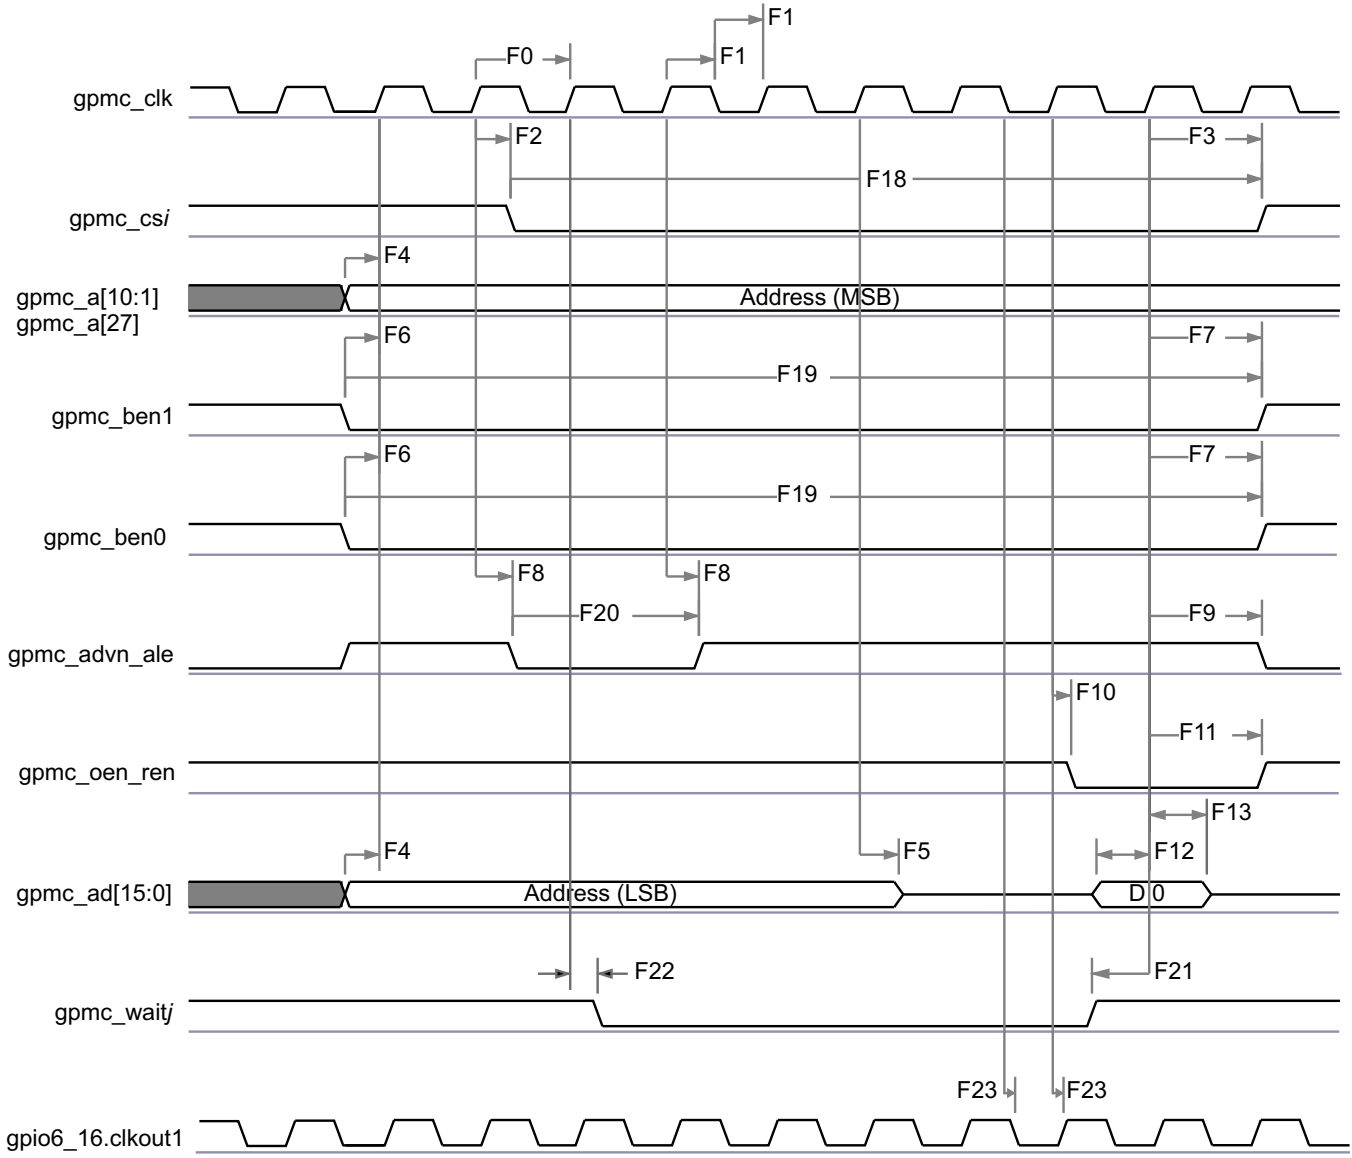 F1
F0
F1
gpmc_clk
F2
F3
F18
gpmc_csi
F4
gpmc_a[10:1]
Address (MSB)
gpmc_a[27]
F6
F7
F19
gpmc_ben1
F6
F7
F19
gpmc_ben0
F8
F8
F20
F9
gpmc_advn_ale
F10
F11
gpmc_oen_ren
F13
F4
F5
F12
gpmc_ad[15:0]
Address (LSB)
D 0
F22
F21
gpmc_waitj
F23
F23
gpio6_16.clkout1